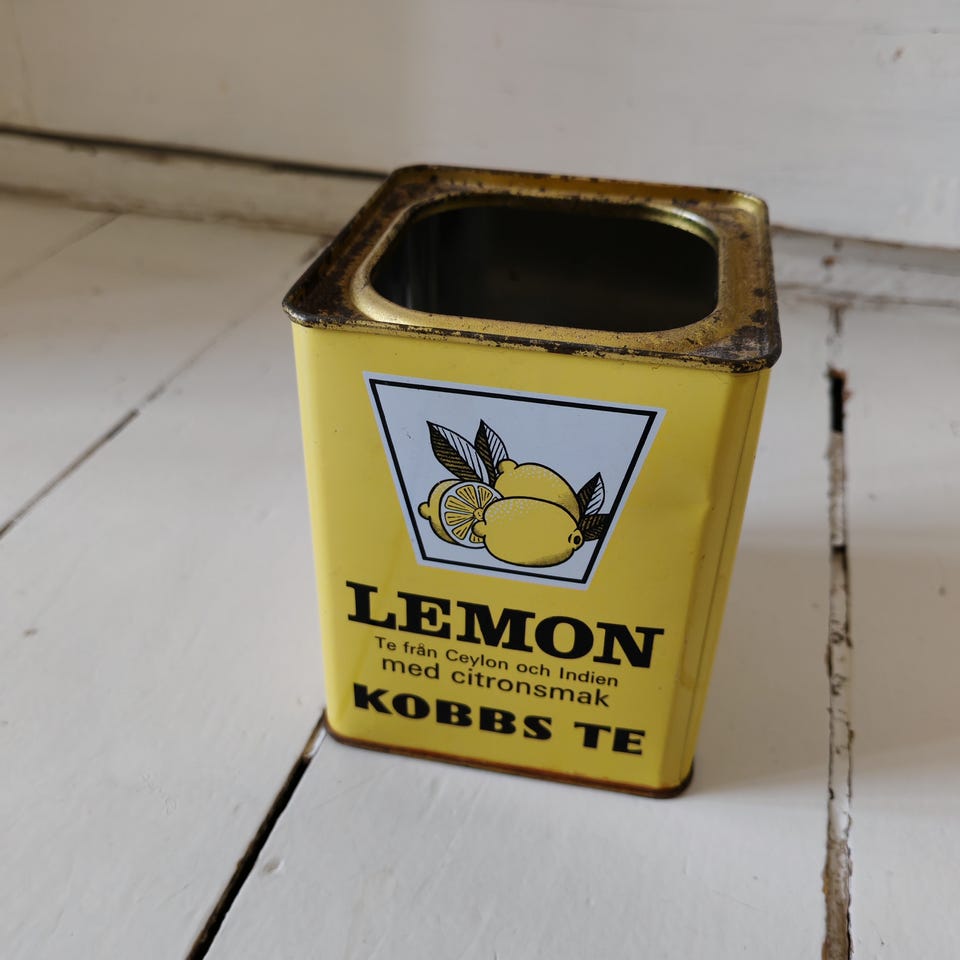 LEMON
Te från Ceylon och Indien
med citronsmak
KOBBS TE